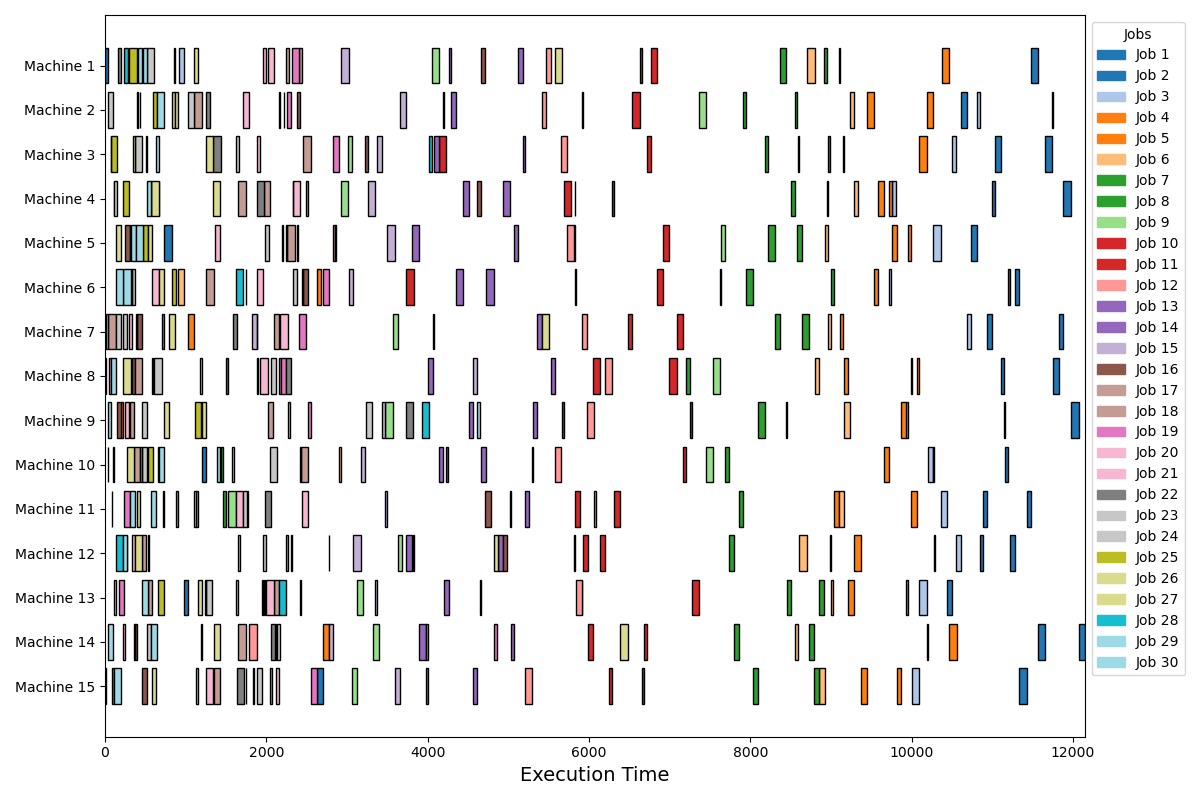 Machine 1
Machine 2
Machine 3
Machine 4
Machine 5
Machine 6
Machine 7
Machine 8
Machine 9
Machine 10
Machine 11
Machine 12
Machine 13
Machine 14
Machine 15
0 2000 4000 6000 8000 10000 12000
Execution Time
Jobs
Job 1
Job 2
Job 3
Job 4
Job 5
Job 6
Job 7
Job 8
Job 9
Job 10
Job 11
Job 12
Job 13
Job 14
Job 15
Job 16
Job 17
Job 18
Job 19
Job 20
Job 21
Job 22
Job 23
Job 24
Job 25
Job 26
Job 27
Job 28
Job 29
Job 30